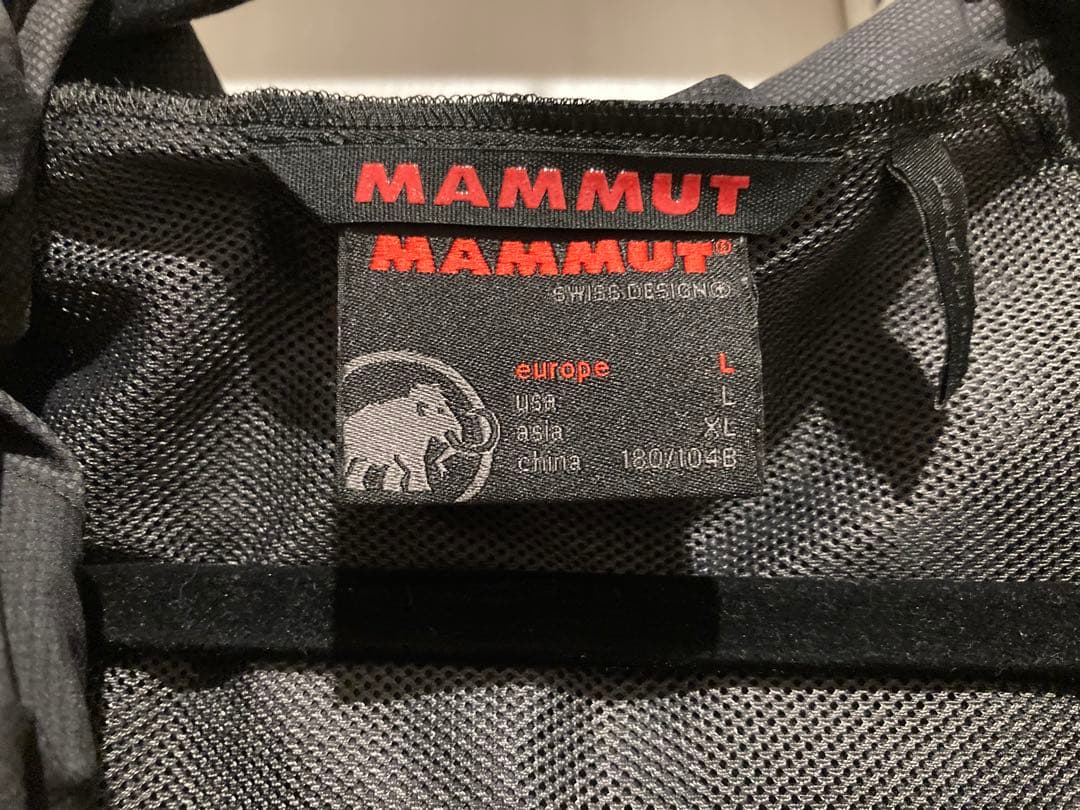 MAMMUT
MAMMUT®
SWISS DESIGN
europe L
usa L
asia XL
china 180/104B